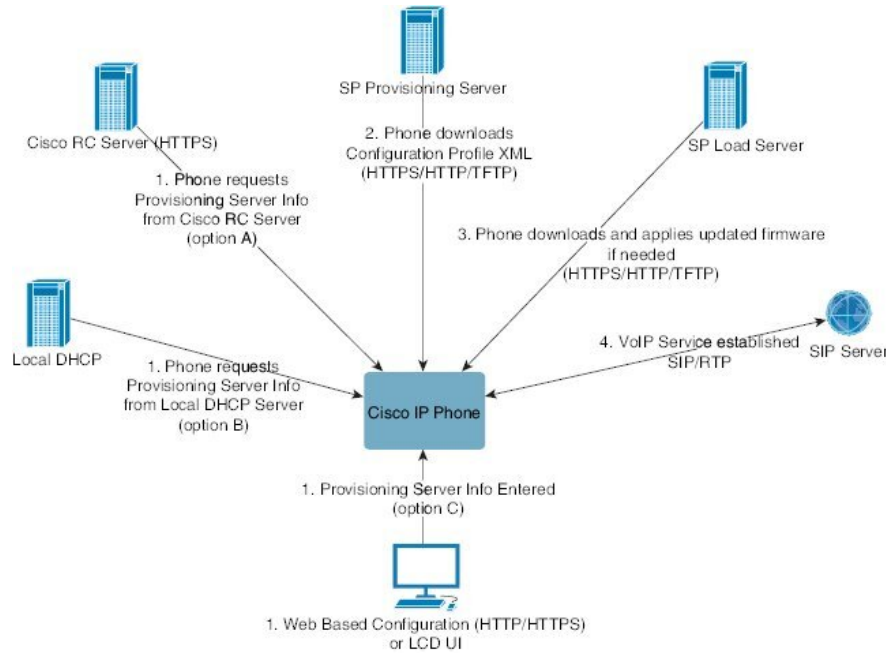 SP Provisioning Server
Cisco RC Server (HTTPS)
SP Load Server
2. Phone downloads
Configuration Profile XML
(HTTPS/HTTP/TFTP)
1. Phone requests
Provisioning Server Info
from Cisco RC Server
(option A)
3. Phone downloads and applies updated firmware
if needed
(HTTPS/HTTP/TFTP)
Local DHCP
1. Phone requests
Provisioning Server Info
from Local DHCP Server
(option B)
4. VoIP Service established
SIP/RTP
SIP Server
Cisco IP Phone
1. Provisioning Server Info Entered
(option C)
1. Web Based Configuration (HTTP/HTTPS)
or LCD UI